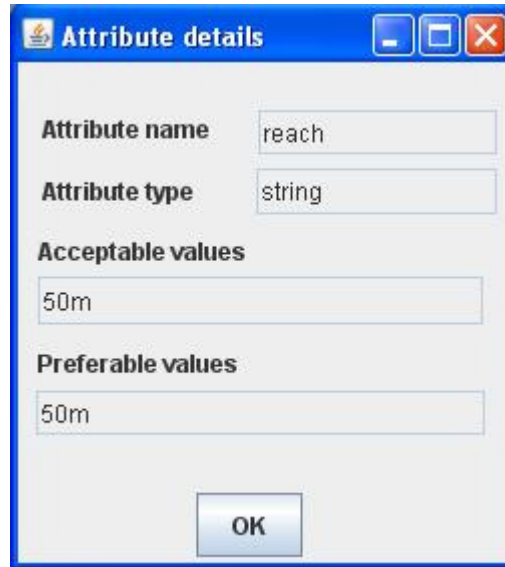 Attribute details
Attribute name reach
Attribute type string
Acceptable values
50m
Preferable values
50m
OK